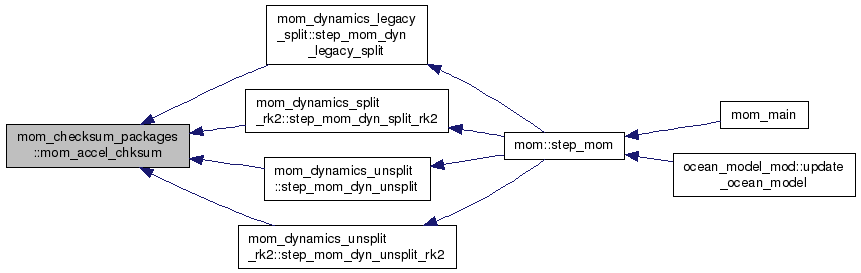 mom_dynamics_legacy
_split::step_mom_dyn
_legacy_split
mom_dynamics_split
_rk2::step_mom_dyn_split_rk2
mom_main
mom_checksum_packages
::mom_accel_chksum
mom::step_mom
mom_dynamics_unsplit
::step_mom_dyn_unsplit
ocean_model_mod::update
_ocean_model
mom_dynamics_unsplit
_rk2::step_mom_dyn_unsplit_rk2